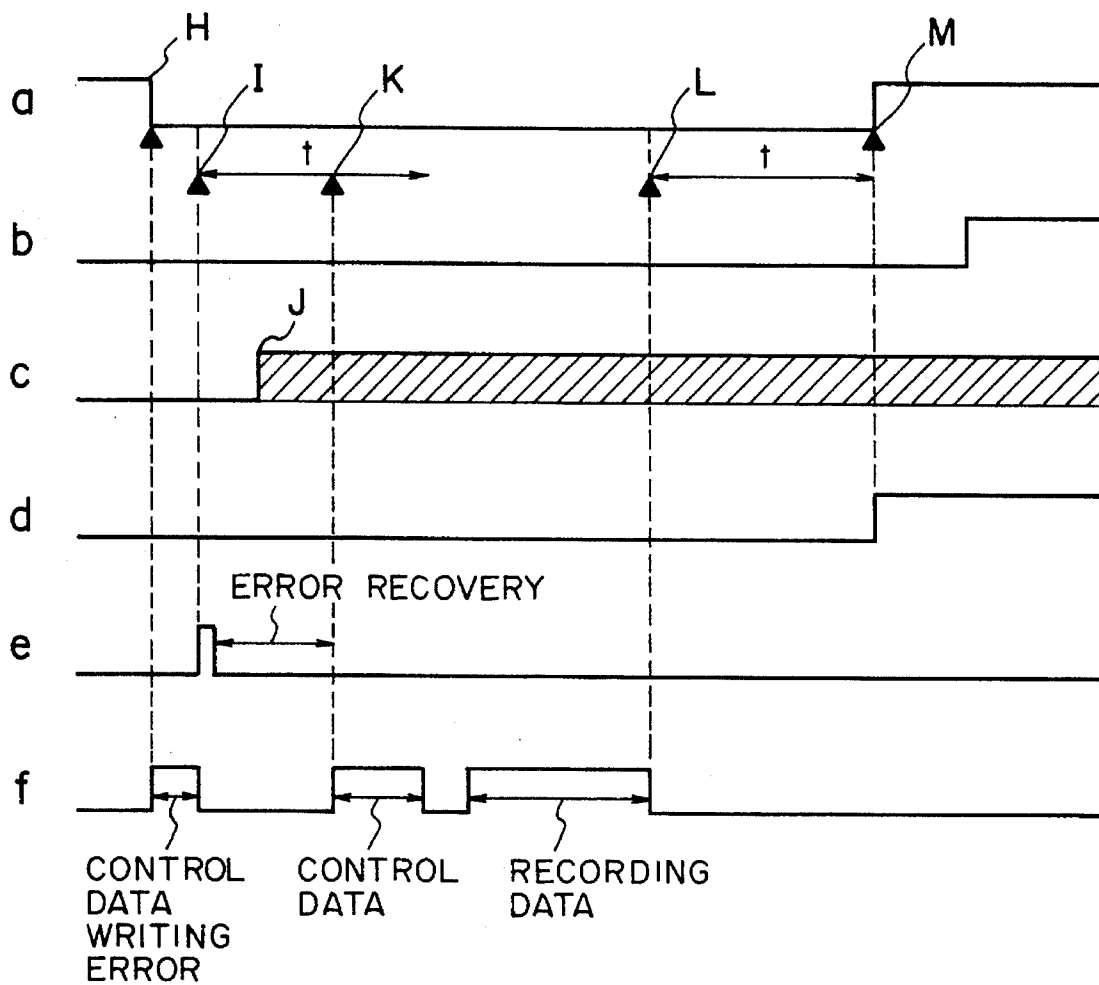 H
I
K
L
M
a
t
t
b
J
c
d
ERROR RECOVERY
e
f
CONTROL
DATA
WRITING
ERROR
CONTROL
DATA
RECORDING
DATA